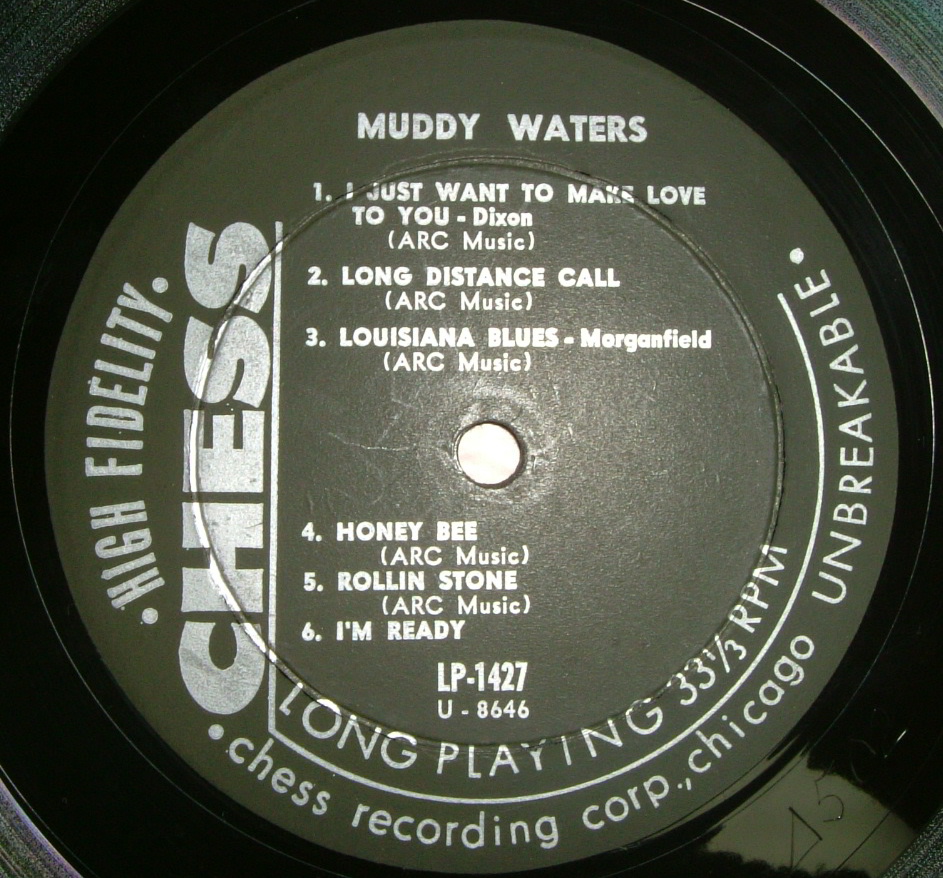 MUDDY WATERS
1. I JUST WANT TO MAKE LOVE
TO YOU - Dixon
(ARC Music)
2. LONG DISTANCE CALL
(ARC Music)
3. LOUISIANA BLUES - Morganfield
(ARC Music)
4. HONEY BEE
(ARC Music)
5. ROLLIN STONE
(ARC Music)
6. I'M READY
LP-1427
U - 8646
LONG PLAYING 33⅓ RPM
CHESS
• HIGH FIDELITY •
• chess recording corp., chicago UNBREAKABLE •